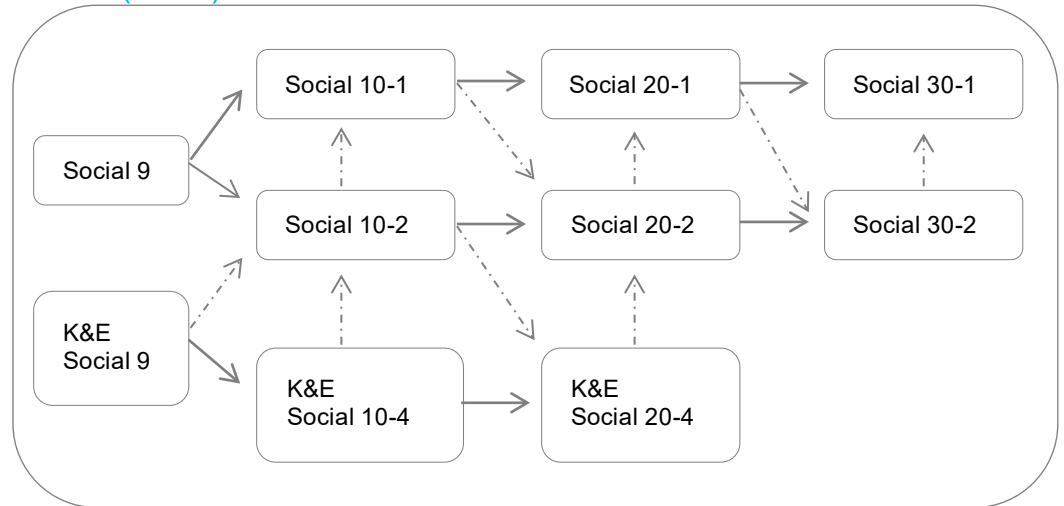 Social 10-1
Social 20-1
Social 30-1
Social 9
Social 10-2
Social 20-2
Social 30-2
K&E
Social 9
K&E
Social 10-4
K&E
Social 20-4